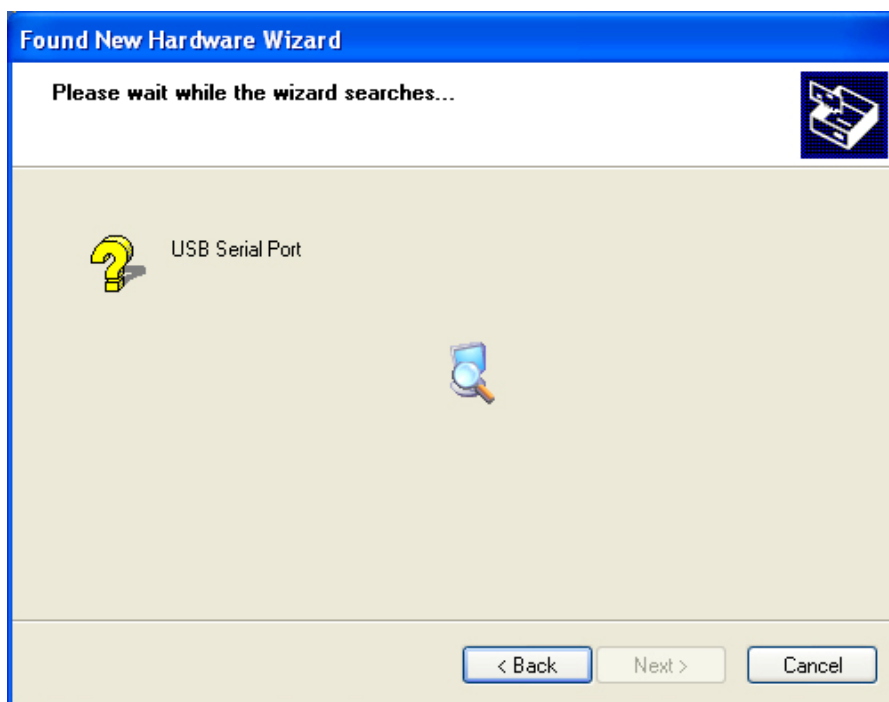 Found New Hardware Wizard
Please wait while the wizard searches...
USB Serial Port
< Back Next > Cancel